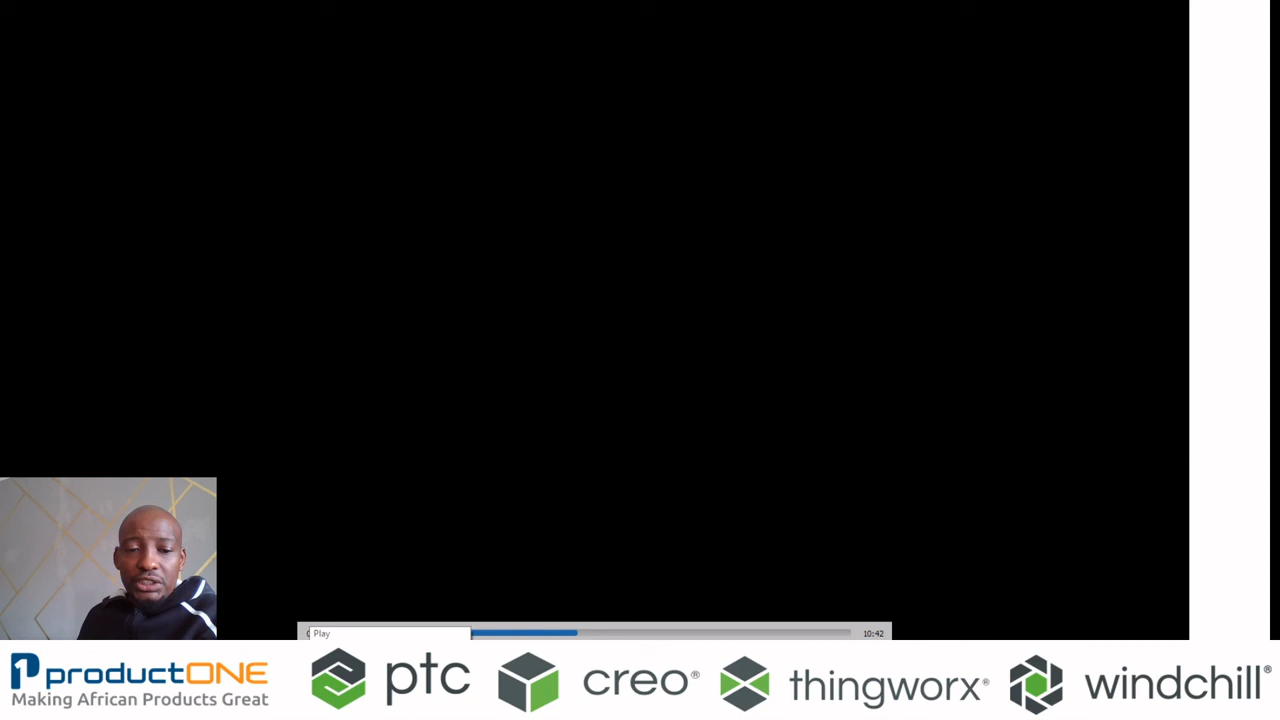 Play
10:42
productONE
Making African Products Great
ptc
creo®
thingworx®
windchill®